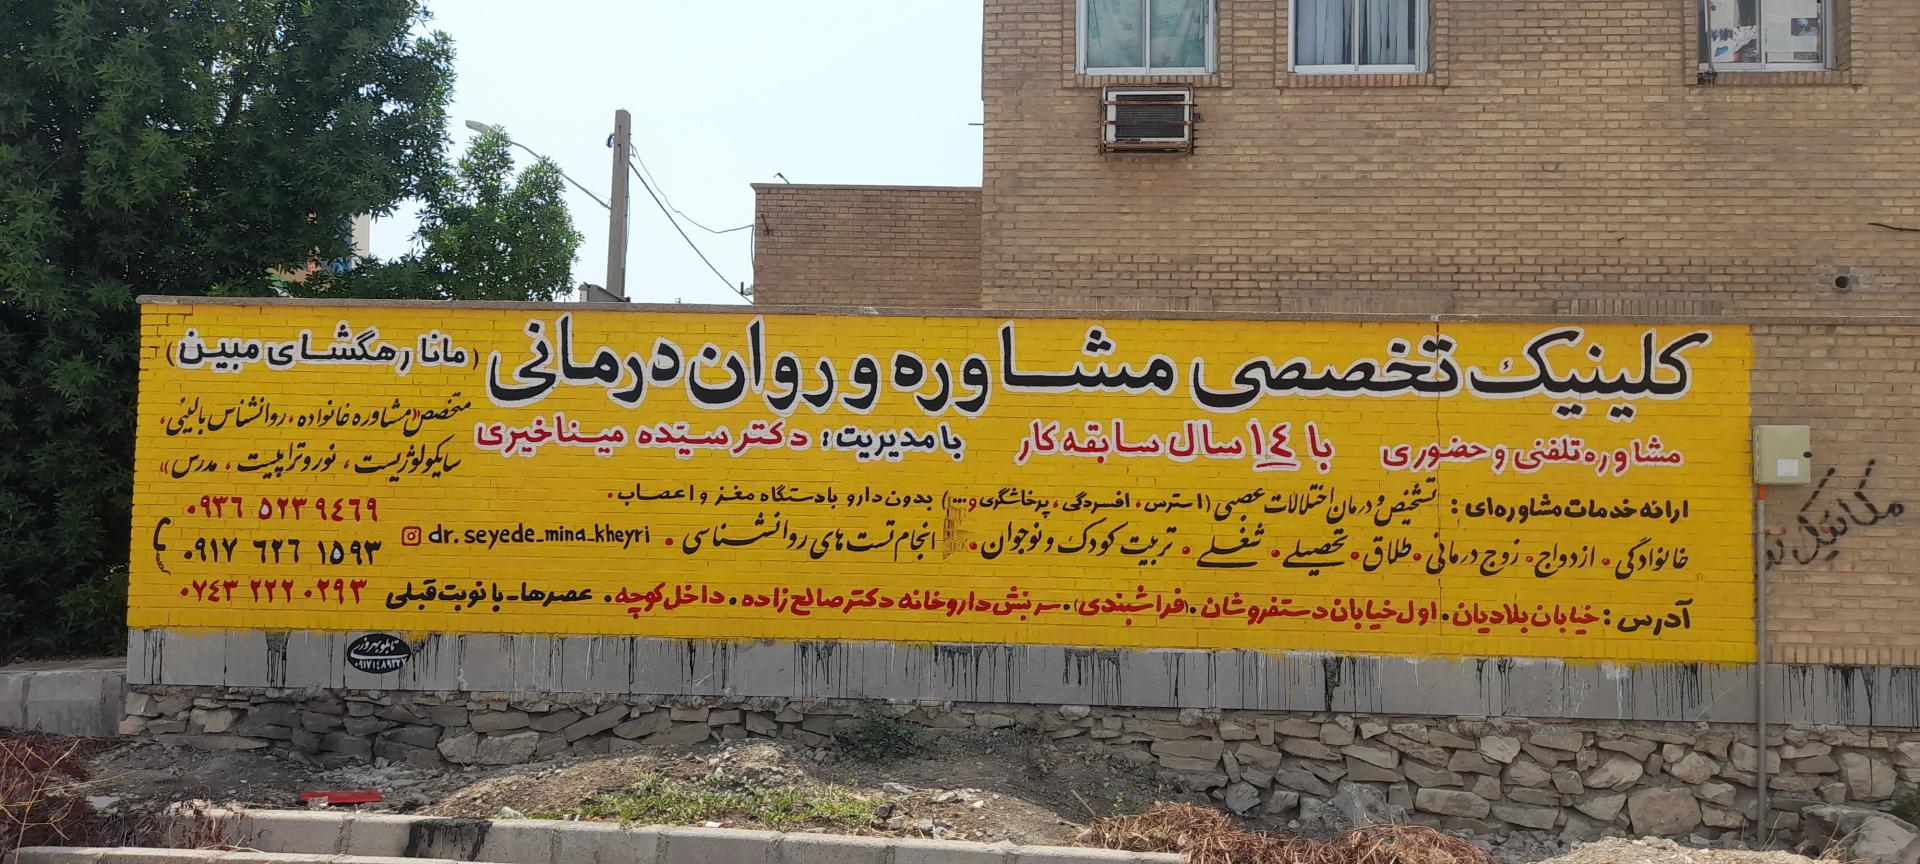 کلینیک تخصصی مشاوره و روان درمانی (مانا رهگشای مبین)
مشاوره تلفنی و حضوری با ۱۴ سال سابقه کار با مدیریت: دکتر سیّده مینا خیری
متخصص «مشاوره خانواده، روانشناس بالینی،
سایکولوژیست، نوروتراپیست، مدرس»
ارائه خدمات مشاوره‌ای: تشخیص و درمان اختلالات عصبی (استرس، افسردگی، پرخاشگری و...) بدون دارو با دستگاه مغز و اعصاب.
خانوادگی • ازدواج • زوج درمانی • طلاق • تحصیلی • شغلی • تربیت کودک و نوجوان • انجام تست‌های روانشناسی •
dr.seyede_mina_kheyri
۰۹۳۶ ۵۲۳ ۹۴۶۹
۰۹۱۷ ۶۲۶ ۱۵۹۳
۰۷۴۳ ۲۲۲ ۰۲۹۳
آدرس: خیابان بلادیان. اول خیابان دستفروشان. (فراشبندی). سر نبش داروخانه دکتر صالح زاده. داخل کوچه. عصرها - با نوبت قبلی